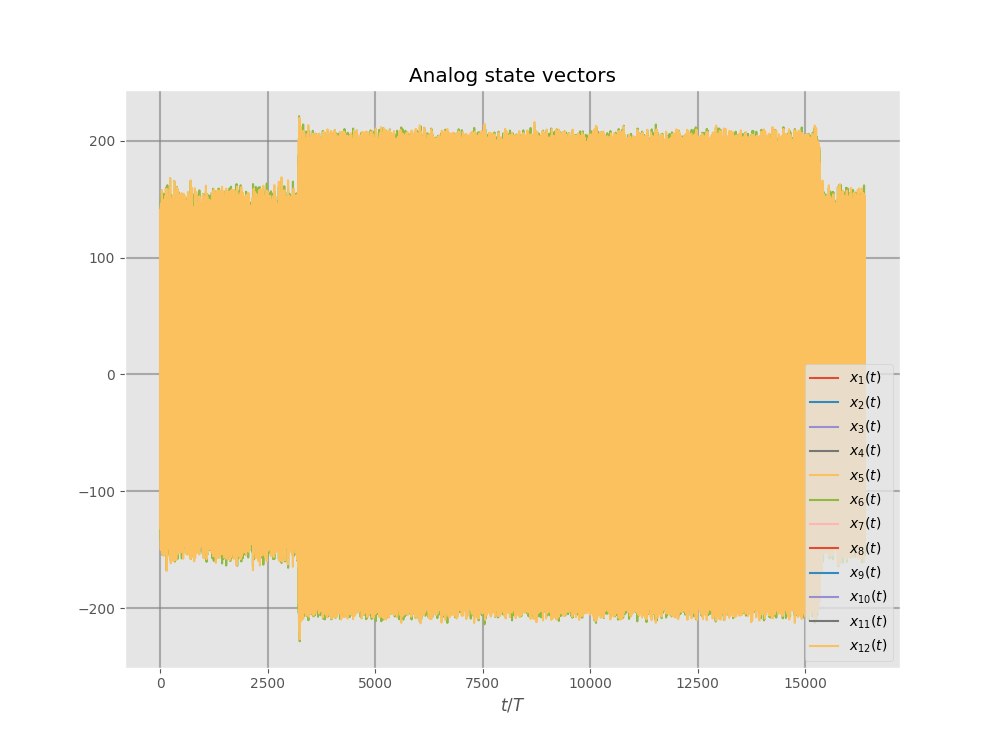 Analog state vectors
200
100
0
−100
−200
0 2500 5000 7500 10000 12500 15000
t/T
x₁(t)
x₂(t)
x₃(t)
x₄(t)
x₅(t)
x₆(t)
x₇(t)
x₈(t)
x₉(t)
x₁₀(t)
x₁₁(t)
x₁₂(t)